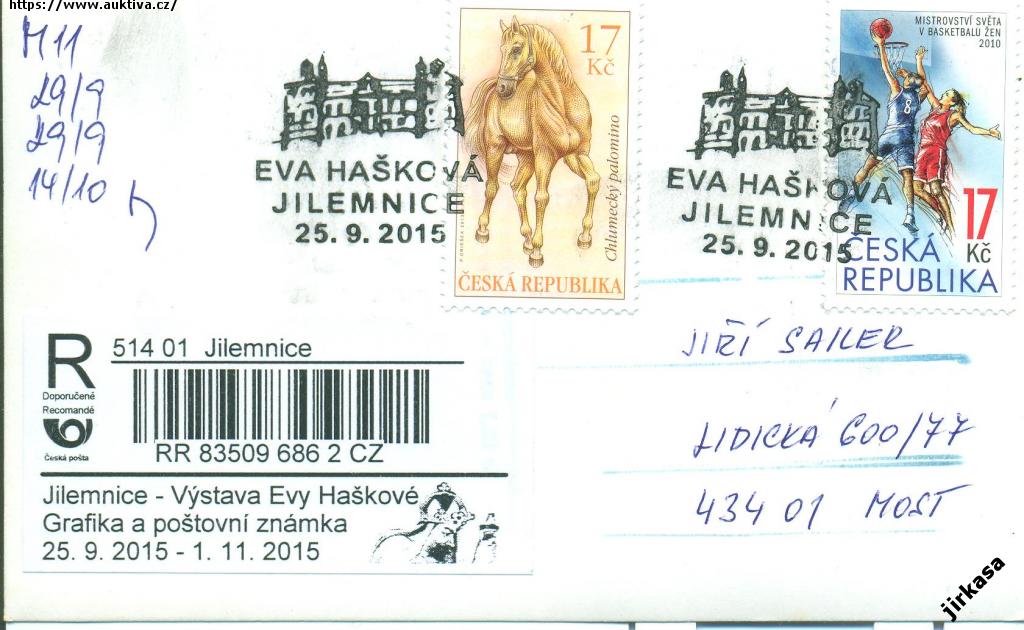 https://www.auktiva.cz/
M11
29/9
29/9
14/10
EVA HAŠKOVÁ
JILEMNICE
25. 9. 2015
17
Kč
Chlumecký palomino
ČESKÁ REPUBLIKA
EVA HAŠKOVÁ
JILEMNICE
25. 9. 2015
MISTROVSTVÍ SVĚTA
V BASKETBALU ŽEN
2010
8
17
Kč
ČESKÁ
REPUBLIKA
R
Doporučené
Recomandé
Česká pošta
514 01 Jilemnice
RR 83509 686 2 CZ
Jilemnice - Výstava Evy Haškové
Grafika a poštovní známka
25. 9. 2015 - 1. 11. 2015
JIŘÍ SAILER
LIDICKÁ 600/77
434 01 MOST
jirkasa